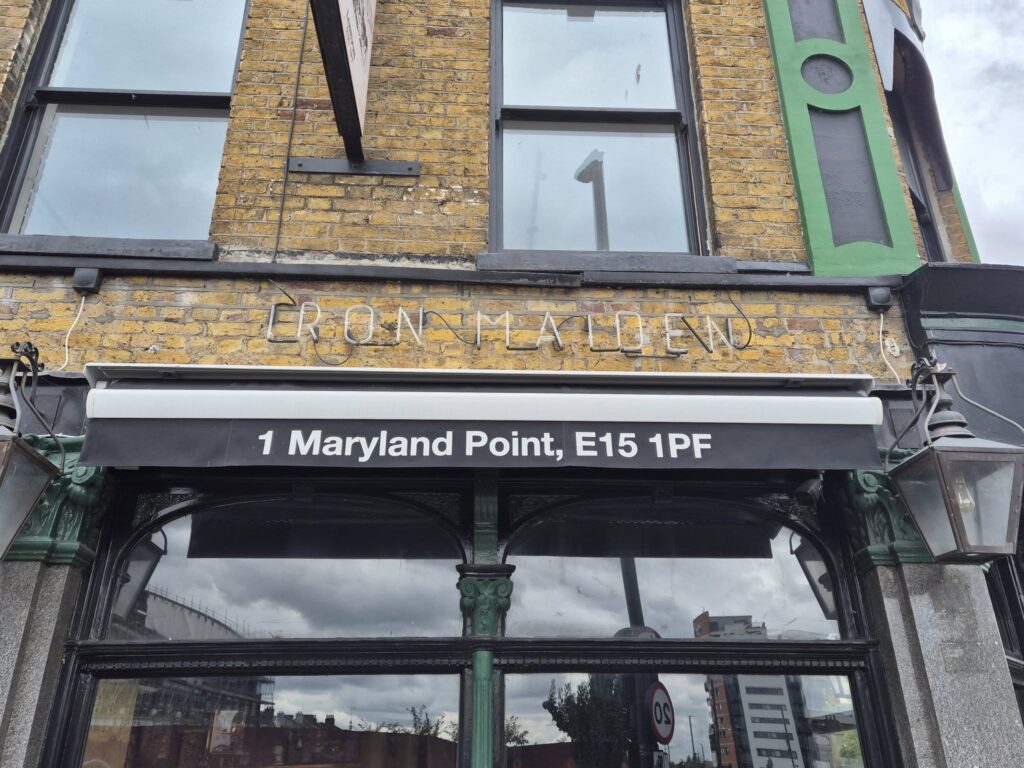 IRON MAIDEN
1 Maryland Point, E15 1PF
20